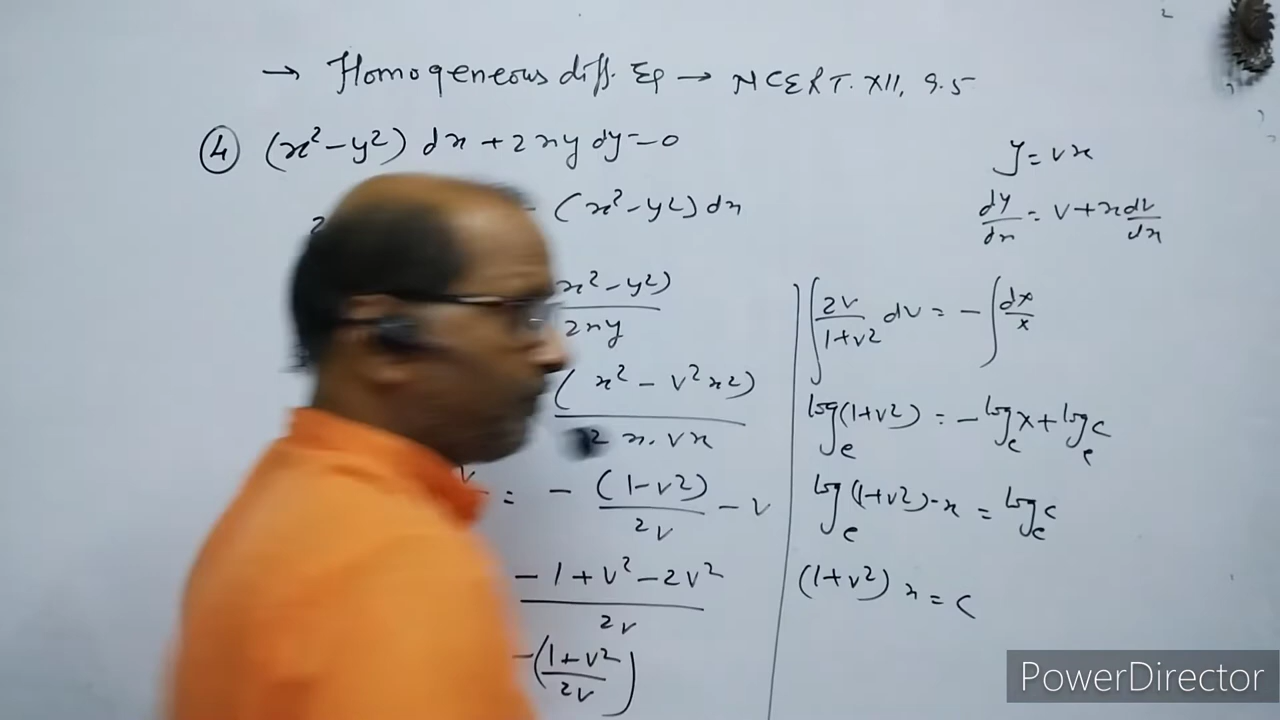 → Homogeneous diff. Eq → NCERT. XII, 9.5
④ (x²-y²) dx + 2xy dy = 0
2 - (x²-y²) dx
x²-y²)
2xy
( x² - v²x²)
2 x. vx
= - (1-v²)/2v - v
-1+v²-2v²
2v
-(1+v²/2v)
y = vx
dy/dx = v + x dv/dx
∫ 2v/1+v² dv = - ∫ dx/x
log_e (1+v²) = - log_e x + log_e c
log_e (1+v²)·x = log_e c
(1+v²) x = c
PowerDirector